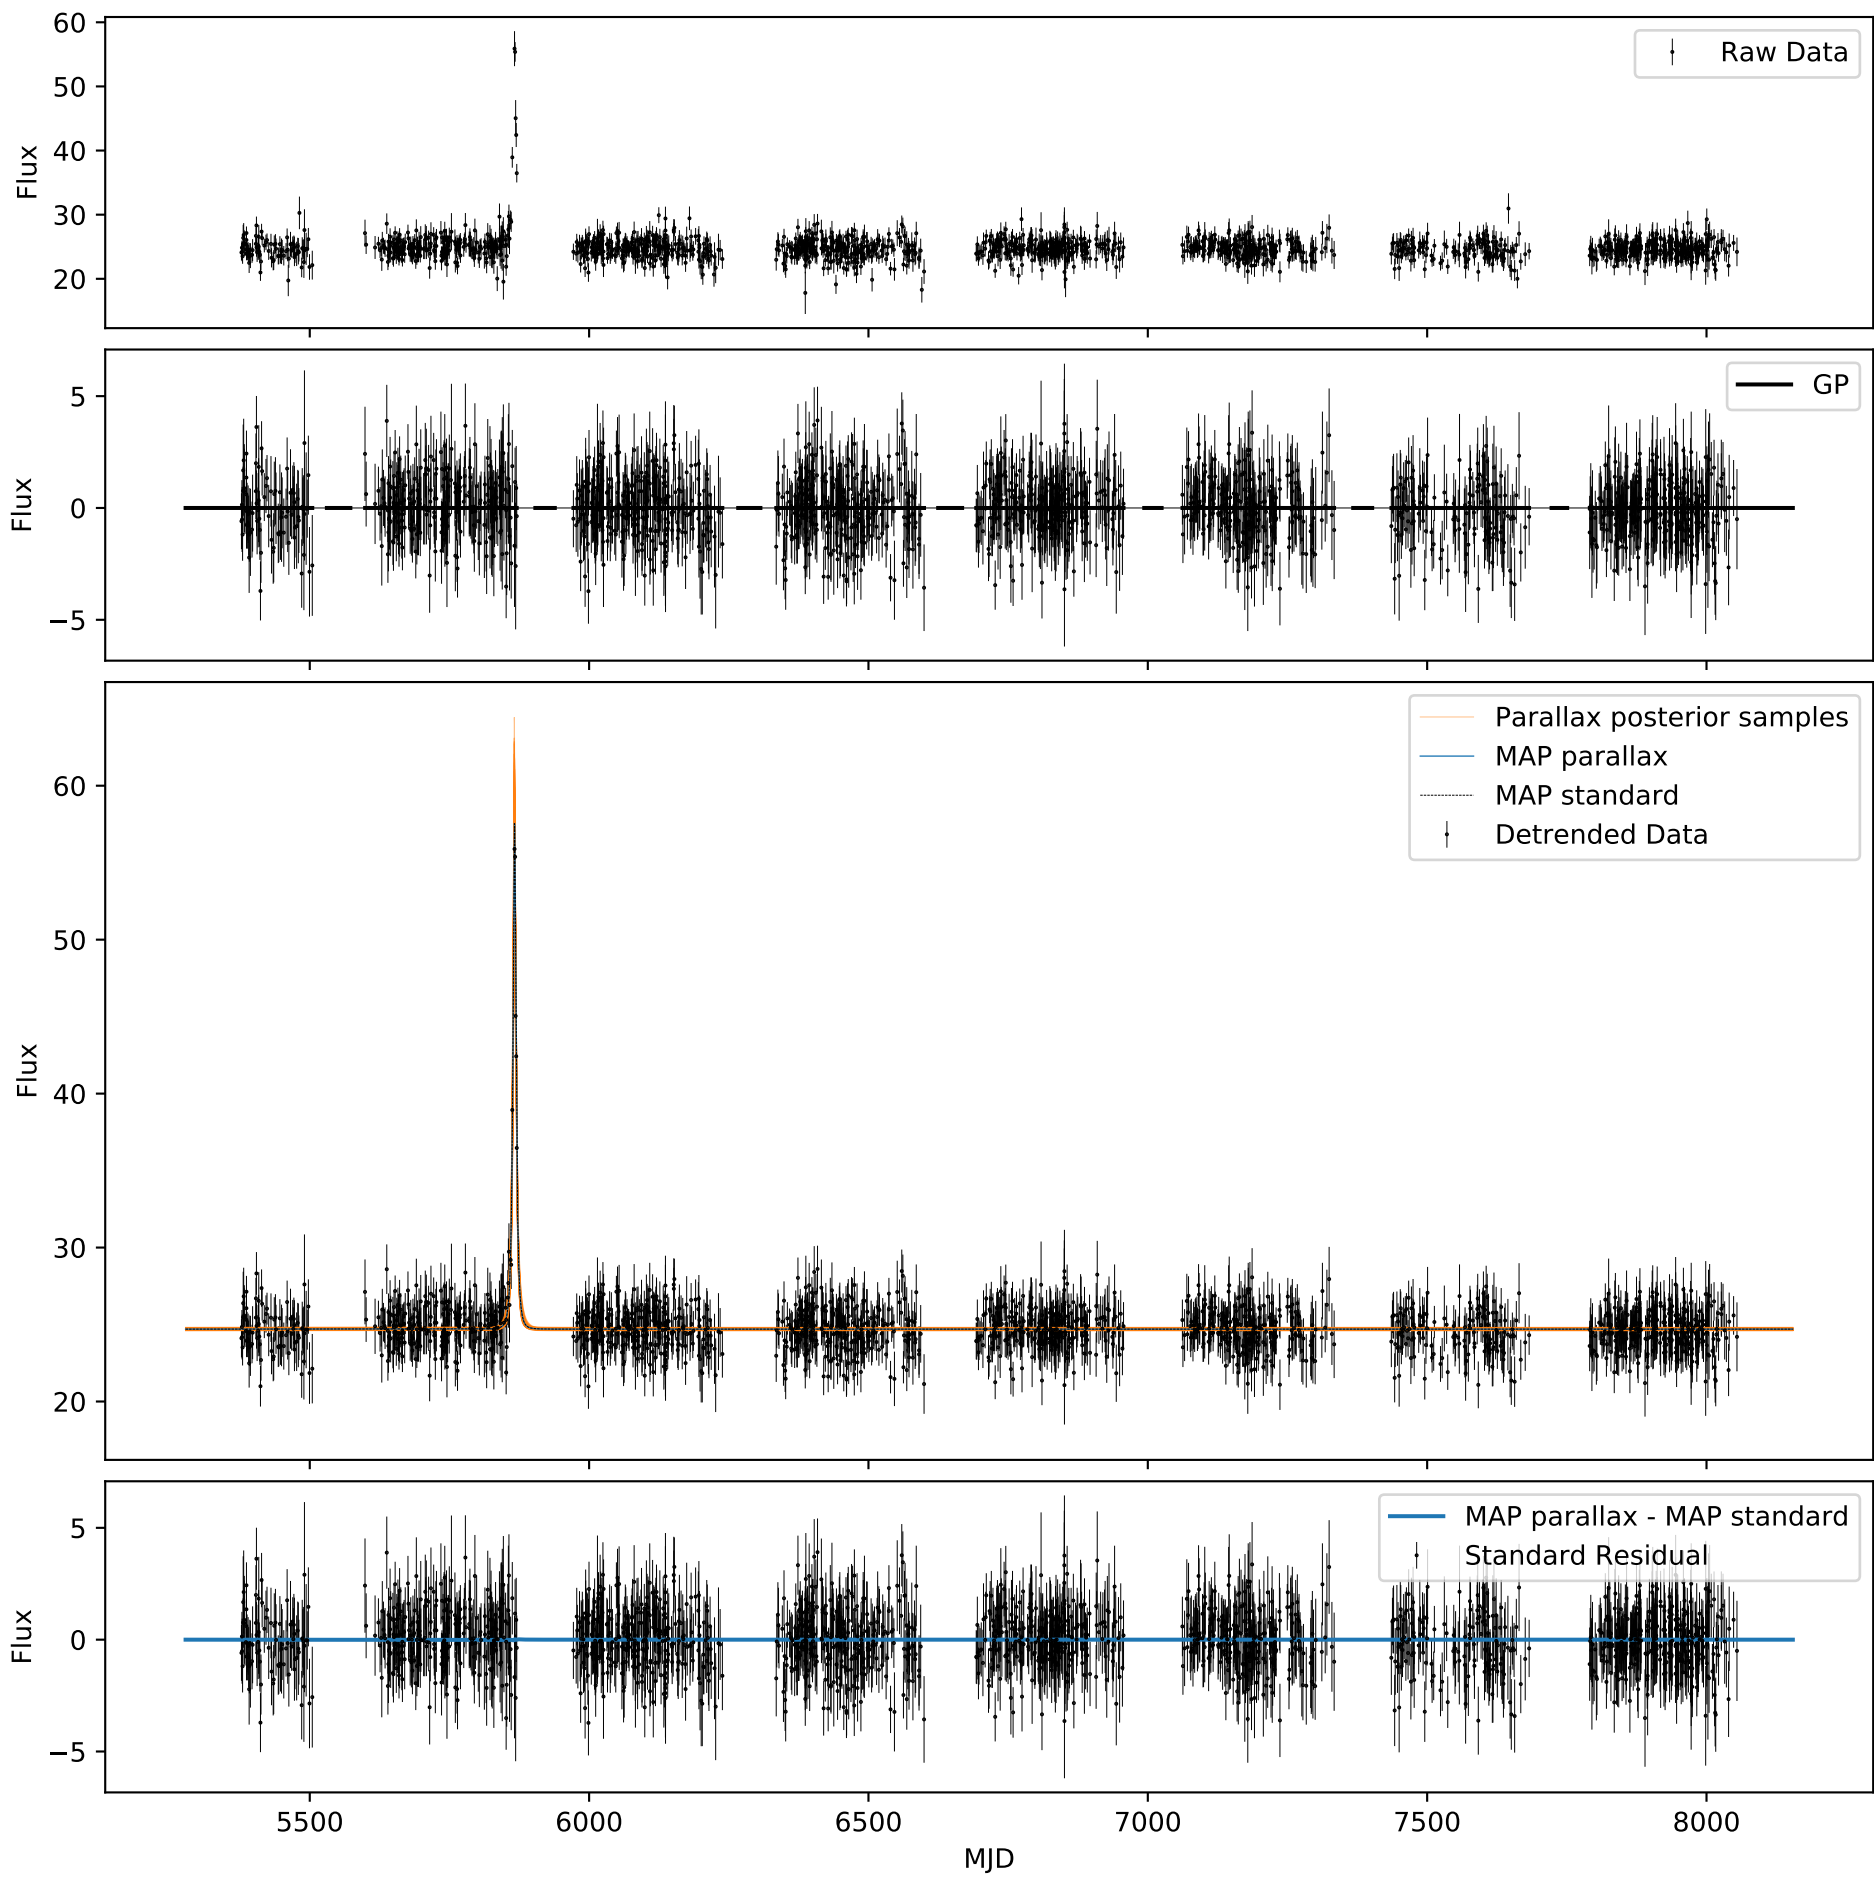 60
50
40
30
20
Flux
Raw Data
5
0
−5
Flux
GP
60
50
40
30
20
Flux
Parallax posterior samples
MAP parallax
MAP standard
Detrended Data
5
0
−5
Flux
MAP parallax - MAP standard
Standard Residual
5500 6000 6500 7000 7500 8000
MJD